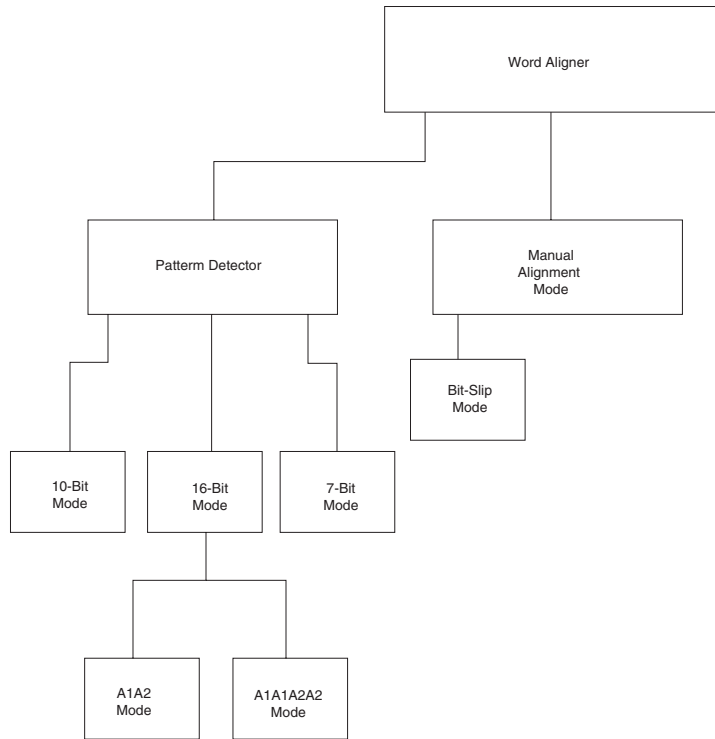 Word Aligner
Patterm Detector
Manual
Alignment
Mode
Bit-Slip
Mode
10-Bit
Mode
16-Bit
Mode
7-Bit
Mode
A1A2
Mode
A1A1A2A2
Mode